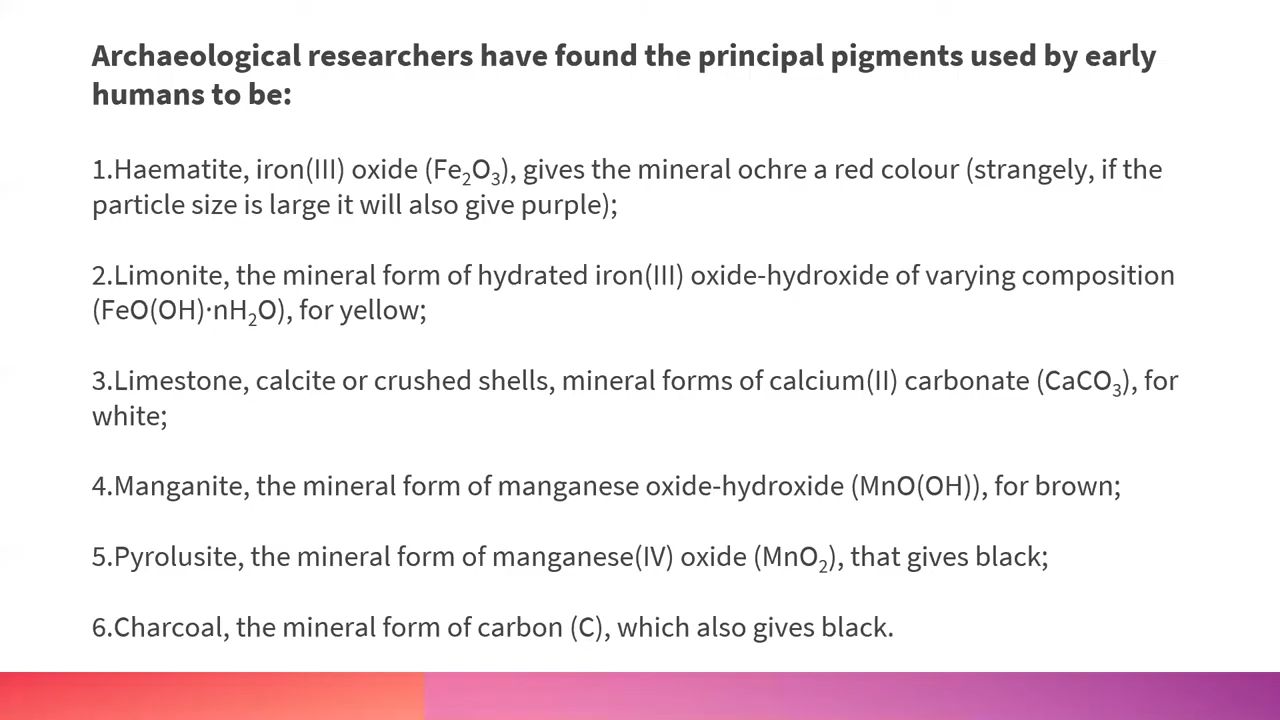 Archaeological researchers have found the principal pigments used by early
humans to be:
1.Haematite, iron(III) oxide (Fe₂O₃), gives the mineral ochre a red colour (strangely, if the
particle size is large it will also give purple);
2.Limonite, the mineral form of hydrated iron(III) oxide-hydroxide of varying composition
(FeO(OH)·nH₂O), for yellow;
3.Limestone, calcite or crushed shells, mineral forms of calcium(II) carbonate (CaCO₃), for
white;
4.Manganite, the mineral form of manganese oxide-hydroxide (MnO(OH)), for brown;
5.Pyrolusite, the mineral form of manganese(IV) oxide (MnO₂), that gives black;
6.Charcoal, the mineral form of carbon (C), which also gives black.